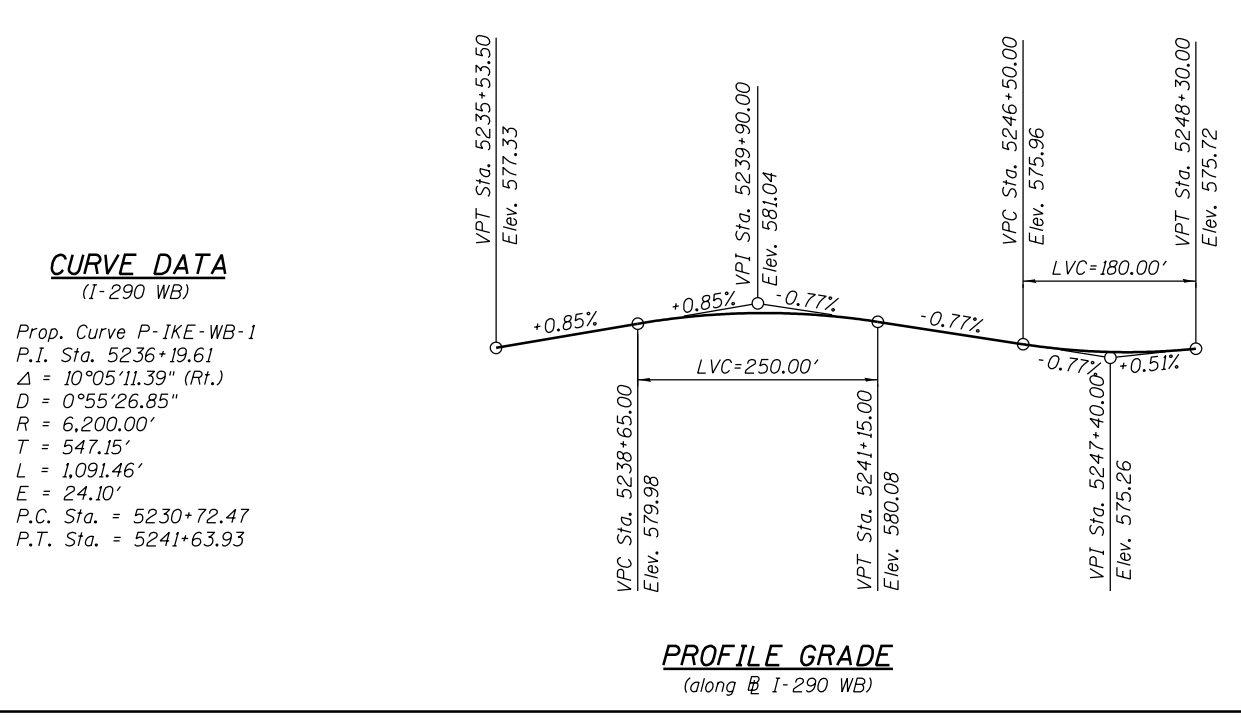 CURVE DATA
(I-290 WB)
Prop. Curve P-IKE-WB-1
P.I. Sta. 5236+19.61
Δ = 10°05'11.39" (Rt.)
D = 0°55'26.85"
R = 6,200.00'
T = 547.15'
L = 1,091.46'
E = 24.10'
P.C. Sta. = 5230+72.47
P.T. Sta. = 5241+63.93
VPT Sta. 5235+53.50
Elev. 577.33
+0.85%
VPC Sta. 5238+65.00
Elev. 579.98
+0.85%
VPI Sta. 5239+90.00
Elev. 581.04
-0.77%
LVC=250.00'
VPT Sta. 5241+15.00
Elev. 580.08
-0.77%
VPC Sta. 5246+50.00
Elev. 575.96
LVC=180.00'
-0.77%
VPI Sta. 5247+40.00
Elev. 575.26
+0.51%
VPT Sta. 5248+30.00
Elev. 575.72
PROFILE GRADE
(along ⅊ I-290 WB)